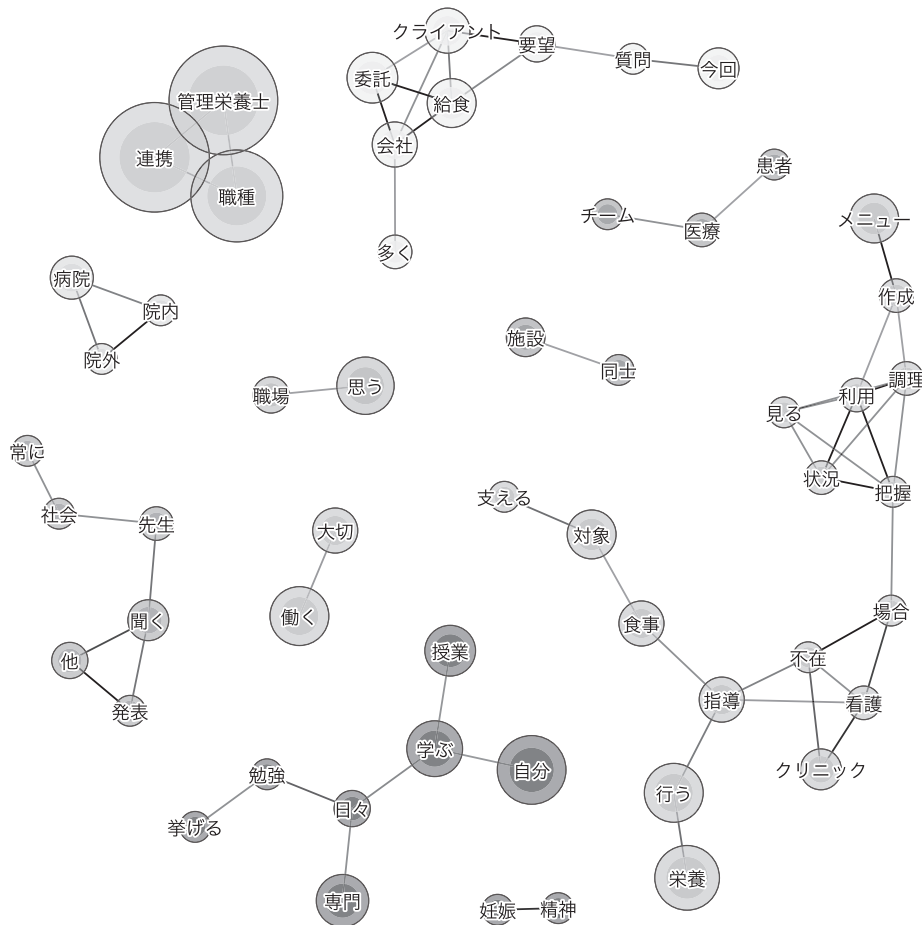 クライアント
要望
質問
今回
委託
給食
会社
多く
管理栄養士
連携
職種
患者
チーム
医療
メニュー
作成
調理
利用
見る
状況
把握
病院
院内
院外
施設
同士
職場
思う
常に
社会
先生
聞く
他
発表
大切
働く
支える
対象
食事
場合
不在
指導
看護
クリニック
行う
栄養
授業
学ぶ
自分
勉強
日々
挙げる
専門
妊娠
精神